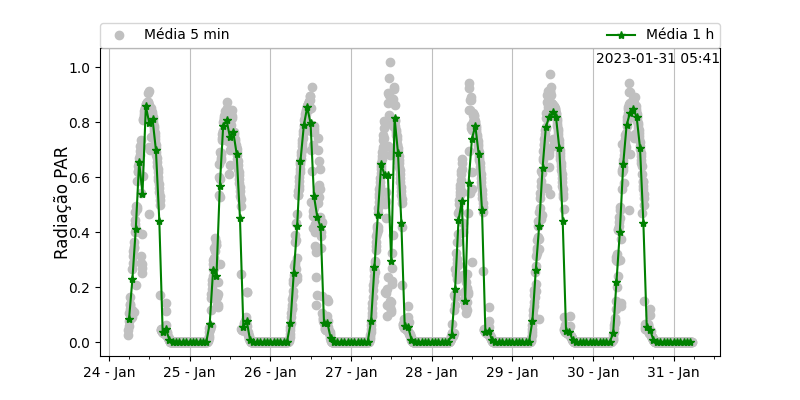 Média 5 min
Média 1 h
2023-01-31 05:41
Radiação PAR
1.0
0.8
0.6
0.4
0.2
0.0
24 - Jan
25 - Jan
26 - Jan
27 - Jan
28 - Jan
29 - Jan
30 - Jan
31 - Jan